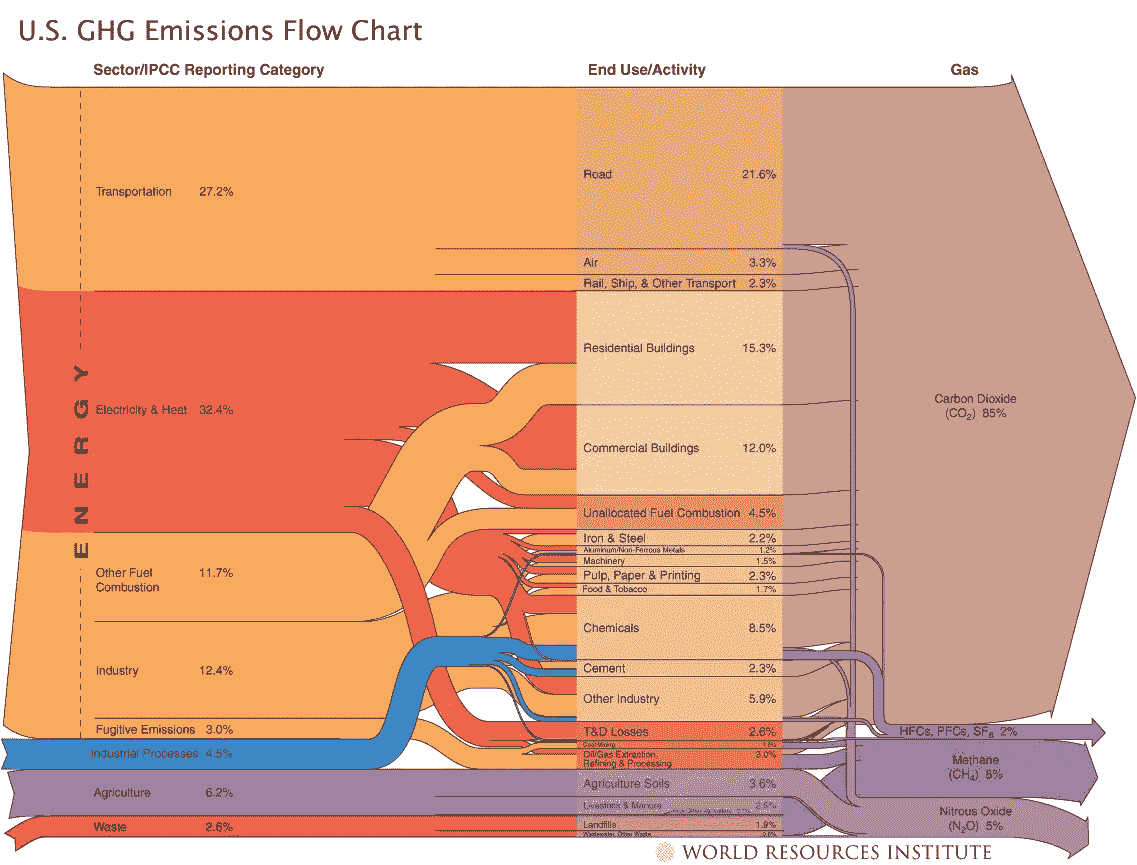 U.S. GHG Emissions Flow Chart
Sector/IPCC Reporting Category
End Use/Activity
Gas
ENERGY
Transportation 27.2%
Electricity & Heat 32.4%
Other Fuel
Combustion 11.7%
Industry 12.4%
Fugitive Emissions 3.0%
Industrial Processes 4.5%
Agriculture 6.2%
Waste 2.6%
Road 21.6%
Air 3.3%
Rail, Ship, & Other Transport 2.3%
Residential Buildings 15.3%
Commercial Buildings 12.0%
Unallocated Fuel Combustion 4.5%
Iron & Steel 2.2%
Aluminum/Non-Ferrous Metals 1.2%
Machinery 1.5%
Pulp, Paper & Printing 2.3%
Food & Tobacco 1.7%
Chemicals 8.5%
Cement 2.3%
Other Industry 5.9%
T&D Losses 2.6%
Coal Mining
Oil/Gas Extraction,
Refining & Processing 3.0%
Agriculture Soils 3.6%
Livestock & Manure
Landfills 1.9%
Wastewater, Other Waste
Carbon Dioxide
(CO₂) 85%
HFCs, PFCs, SF₆ 2%
Methane
(CH₄) 8%
Nitrous Oxide
(N₂O) 5%
WORLD RESOURCES INSTITUTE